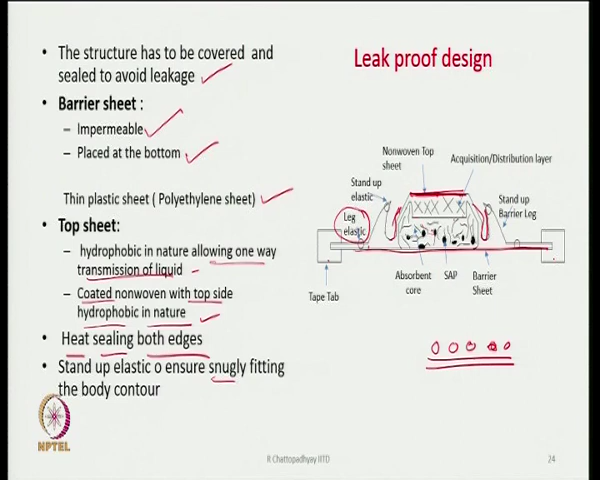 Leak proof design
• The structure has to be covered and
sealed to avoid leakage
• Barrier sheet :
– Impermeable
– Placed at the bottom
Thin plastic sheet ( Polyethylene sheet)
• Top sheet:
– hydrophobic in nature allowing one way
transmission of liquid
– Coated nonwoven with top side
hydrophobic in nature
• Heat sealing both edges
• Stand up elastic o ensure snugly fitting
the body contour
Nonwoven Top
sheet
Acquisition/Distribution layer
Stand up
elastic
Stand up
Barrier Leg
Leg
elastic
Tape Tab
Absorbent
core
SAP
Barrier
Sheet
NPTEL
R Chattopadhyay IITD
24